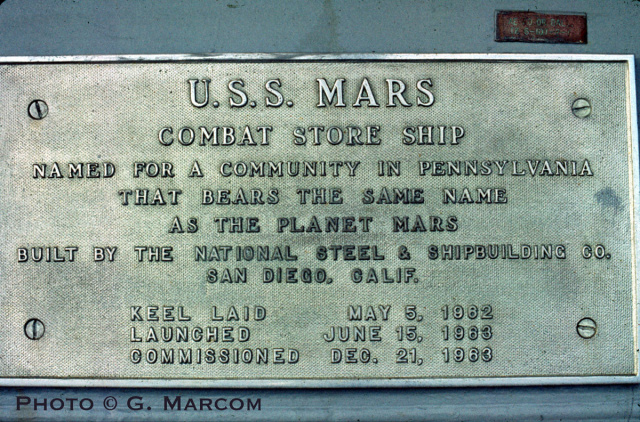 U.S.S. MARS
COMBAT STORE SHIP
NAMED FOR A COMMUNITY IN PENNSYLVANIA
THAT BEARS THE SAME NAME
AS THE PLANET MARS
BUILT BY THE NATIONAL STEEL & SHIPBUILDING CO.
SAN DIEGO, CALIF.
KEEL LAID MAY 5, 1962
LAUNCHED JUNE 15, 1963
COMMISSIONED DEC. 21, 1963
PHOTO © G. MARCOM